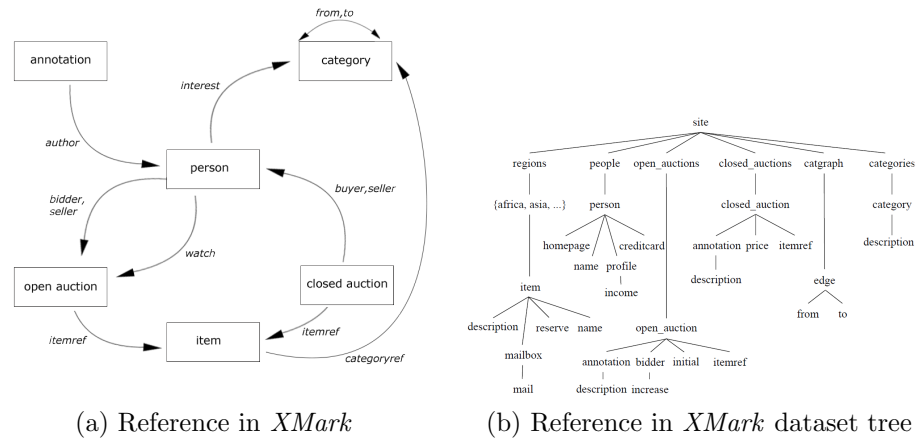 from,to
annotation
category
interest
author
person
bidder,
seller
buyer,seller
watch
open auction
closed auction
itemref
item
itemref
categoryref
(a) Reference in XMark
site
regions people open_auctions closed_auctions catgraph categories
{africa, asia, ...} person closed_auction category
homepage creditcard annotation price itemref description
name profile
description
income
edge
item
from to
description reserve name open_auction
mailbox
annotation bidder initial itemref
mail description increase
(b) Reference in XMark dataset tree